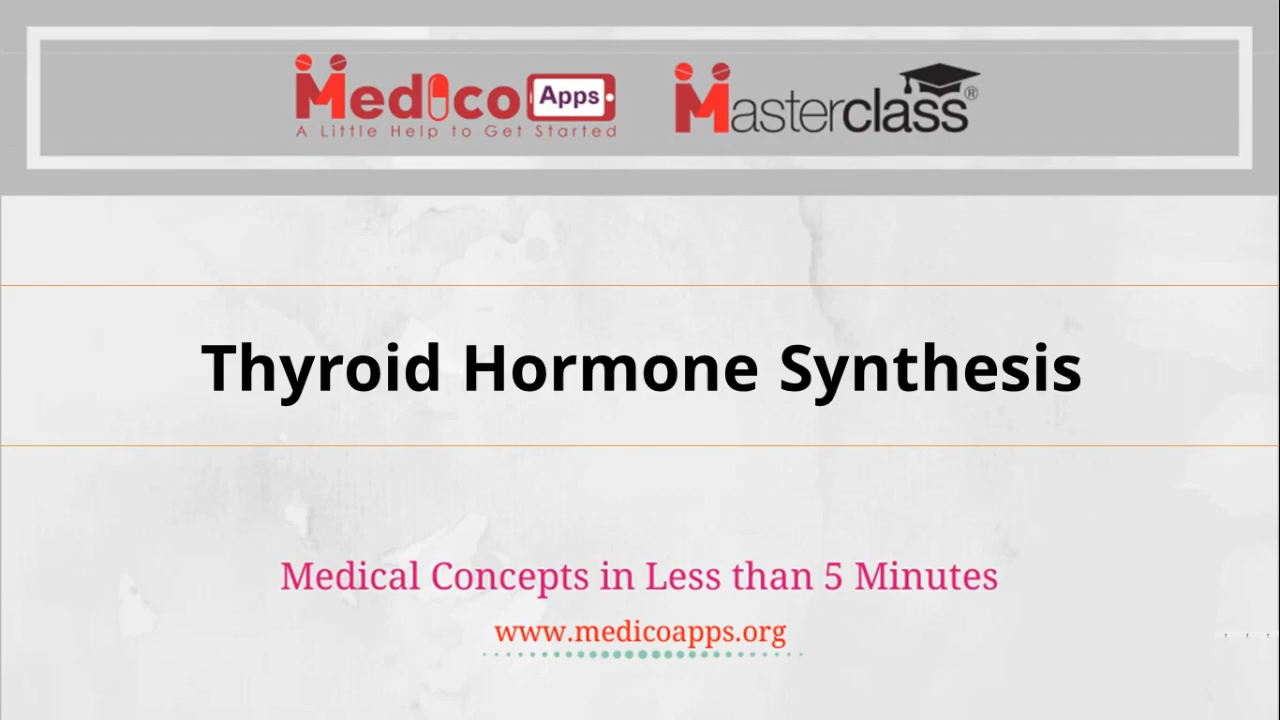 Medico Apps
A Little Help to Get Started
Masterclass®
Thyroid Hormone Synthesis
Medical Concepts in Less than 5 Minutes
www.medicoapps.org